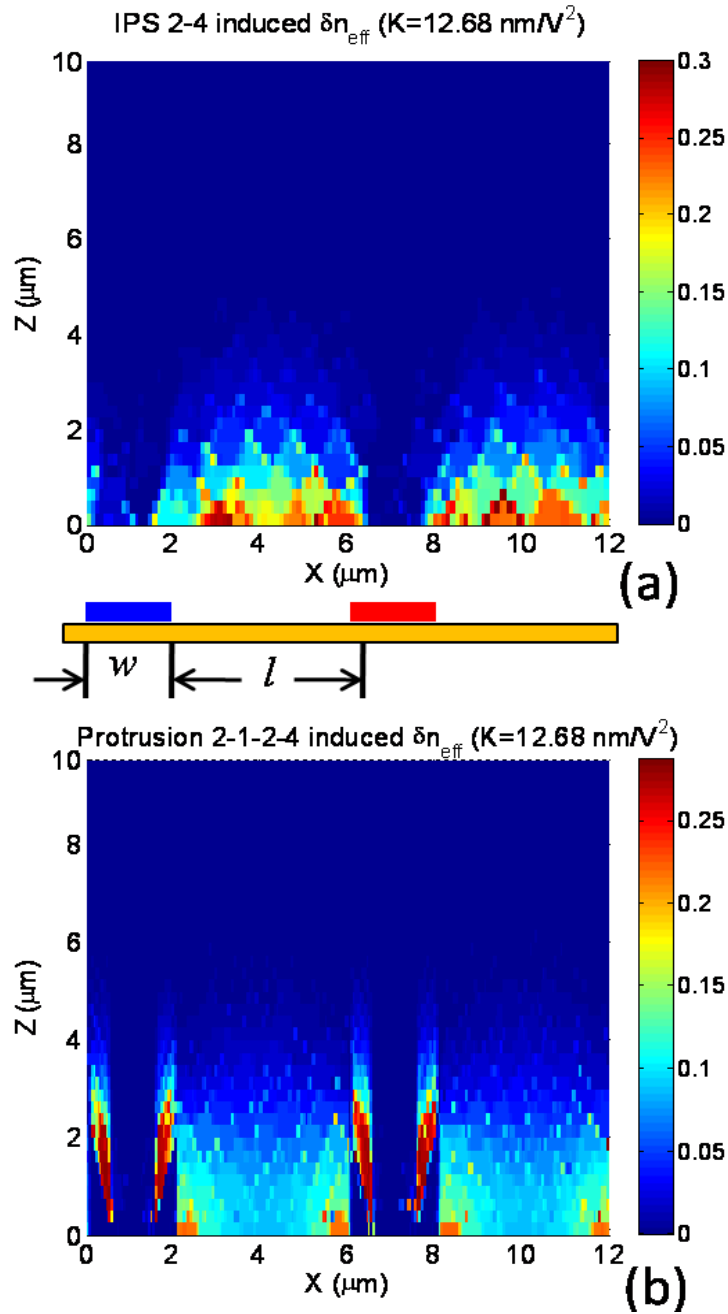 IPS 2-4 induced δn_eff (K=12.68 nm/V²)
10
8
6
4
2
0
Z (μm)
0 2 4 6 8 10 12
X (μm)
0.3
0.25
0.2
0.15
0.1
0.05
0
(a)
w
l
Protrusion 2-1-2-4 induced δn_eff (K=12.68 nm/V²)
10
8
6
4
2
0
Z (μm)
0 2 4 6 8 10 12
X (μm)
0.25
0.2
0.15
0.1
0.05
0
(b)